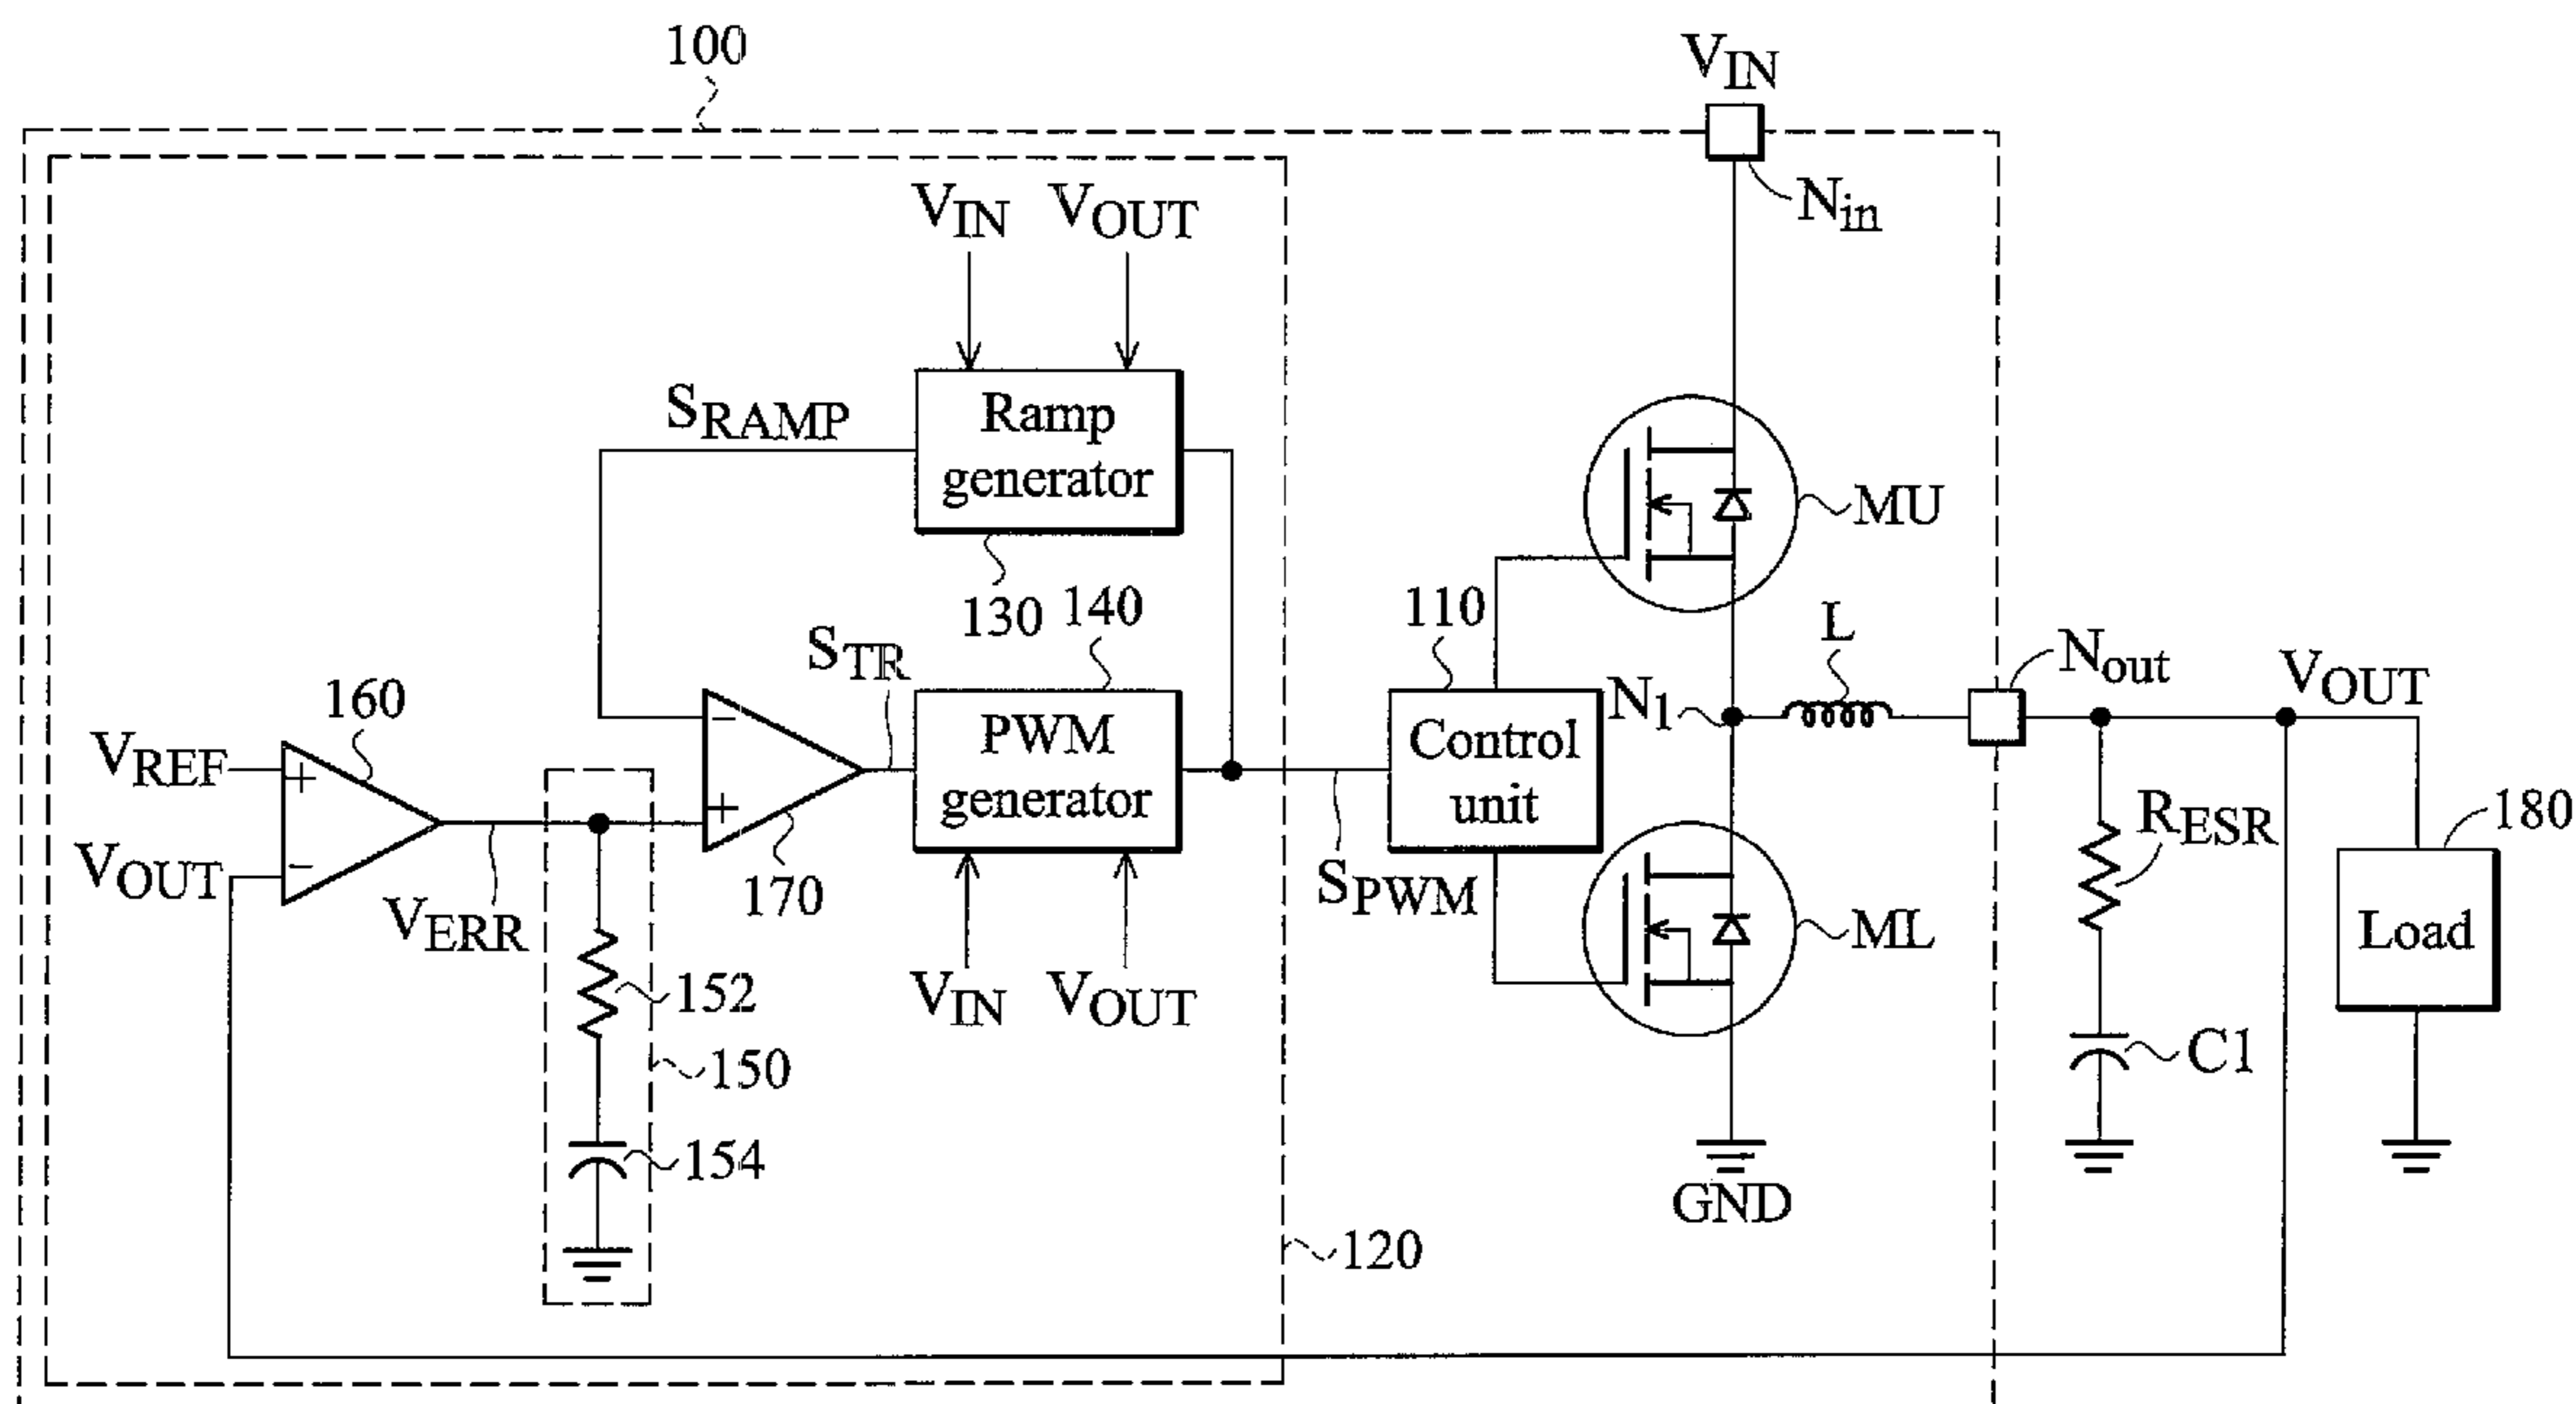 100
VIN
Nin
VIN
VOUT
SRAMP
Ramp
generator
MU
130
140
110
L
STR
Nout
VOUT
160
N1
VREF
+
−
PWM
generator
Control
unit
RESR
180
+
−
VOUT
170
SPWM
VERR
ML
Load
152
VIN
VOUT
150
C1
154
GND
120